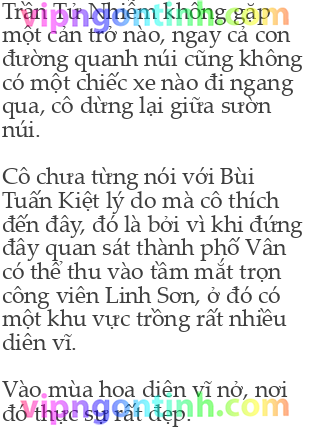 Trần Tử Nhiễm không gặp
một cản trở nào, ngay cả con
đường quanh núi cũng không
có một chiếc xe nào đi ngang
qua, cô dừng lại giữa sườn
núi.
Cô chưa từng nói với Bùi
Tuấn Kiệt lý do mà cô thích
đến đây, đó là bởi vì khi đứng
đây quan sát thành phố Vân
có thể thu vào tầm mắt trọn
công viên Linh Sơn, ở đó có
một khu vực trồng rất nhiều
diên vĩ.
Vào mùa hoa diên vĩ nở, nơi
đó thực sự rất đẹp.
vipngontinh.com
vipngontinh.com